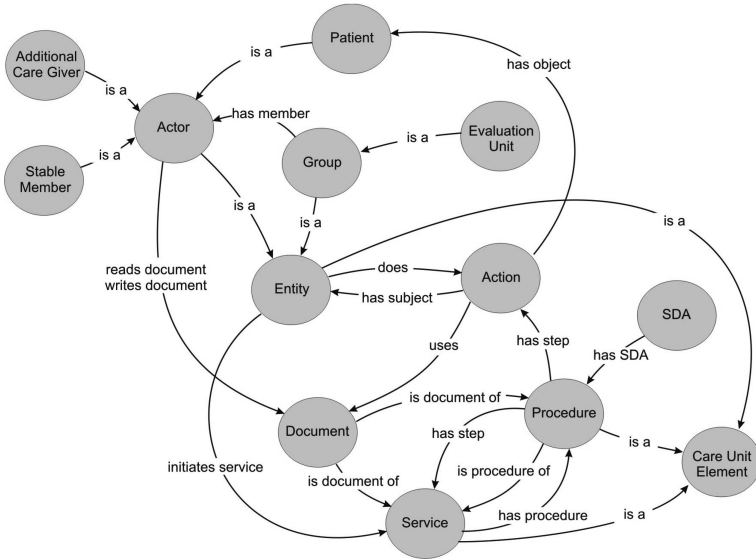 Patient
is a
has object
Additional
Care Giver
is a
has member
Actor
Evaluation
Unit
is a
Group
is a
Stable
Member
is a
is a
is a
reads document
writes document
does
Entity
Action
has subject
SDA
uses
has step
has SDA
is document of
Procedure
Document
has step
is a
Care Unit
Element
initiates service
is document of
is procedure of
has procedure
Service
is a